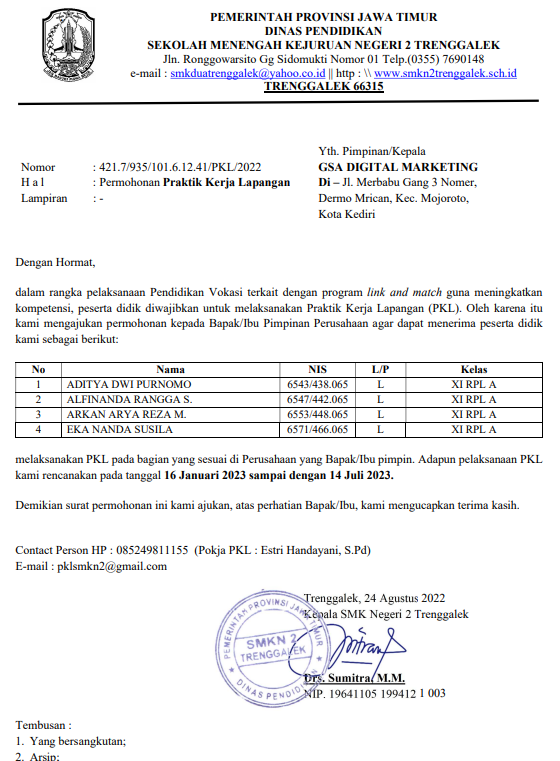 PEMERINTAH PROVINSI JAWA TIMUR
DINAS PENDIDIKAN
SEKOLAH MENENGAH KEJURUAN NEGERI 2 TRENGGALEK
Jln. Ronggowarsito Gg Sidomukti Nomor 01 Telp.(0355) 7690148
e-mail : smkduatrenggalek@yahoo.co.id || http : \\ www.smkn2trenggalek.sch.id
TRENGGALEK 66315
Yth. Pimpinan/Kepala
Nomor : 421.7/935/101.6.12.41/PKL/2022 GSA DIGITAL MARKETING
H a l : Permohonan Praktik Kerja Lapangan Di – Jl. Merbabu Gang 3 Nomer,
Lampiran : - Dermo Mrican, Kec. Mojoroto,
Kota Kediri
Dengan Hormat,
dalam rangka pelaksanaan Pendidikan Vokasi terkait dengan program link and match guna meningkatkan
kompetensi, peserta didik diwajibkan untuk melaksanakan Praktik Kerja Lapangan (PKL). Oleh karena itu
kami mengajukan permohonan kepada Bapak/Ibu Pimpinan Perusahaan agar dapat menerima peserta didik
kami sebagai berikut:
No Nama NIS L/P Kelas
1 ADITYA DWI PURNOMO 6543/438.065 L XI RPL A
2 ALFINANDA RANGGA S. 6547/442.065 L XI RPL A
3 ARKAN ARYA REZA M. 6553/448.065 L XI RPL A
4 EKA NANDA SUSILA 6571/466.065 L XI RPL A
melaksanakan PKL pada bagian yang sesuai di Perusahaan yang Bapak/Ibu pimpin. Adapun pelaksanaan PKL
kami rencanakan pada tanggal 16 Januari 2023 sampai dengan 14 Juli 2023.
Demikian surat permohonan ini kami ajukan, atas perhatian Bapak/Ibu, kami mengucapkan terima kasih.
Contact Person HP : 085249811155 (Pokja PKL : Estri Handayani, S.Pd)
E-mail : pklsmkn2@gmail.com
Trenggalek, 24 Agustus 2022
Kepala SMK Negeri 2 Trenggalek
PEMERINTAH PROVINSI JAWA TIMUR
SMKN 2
TRENGGALEK
DINAS PENDIDIKAN
Drs. Sumitra, M.M.
NIP. 19641105 199412 1 003
Tembusan :
1. Yang bersangkutan;
2. Arsip;